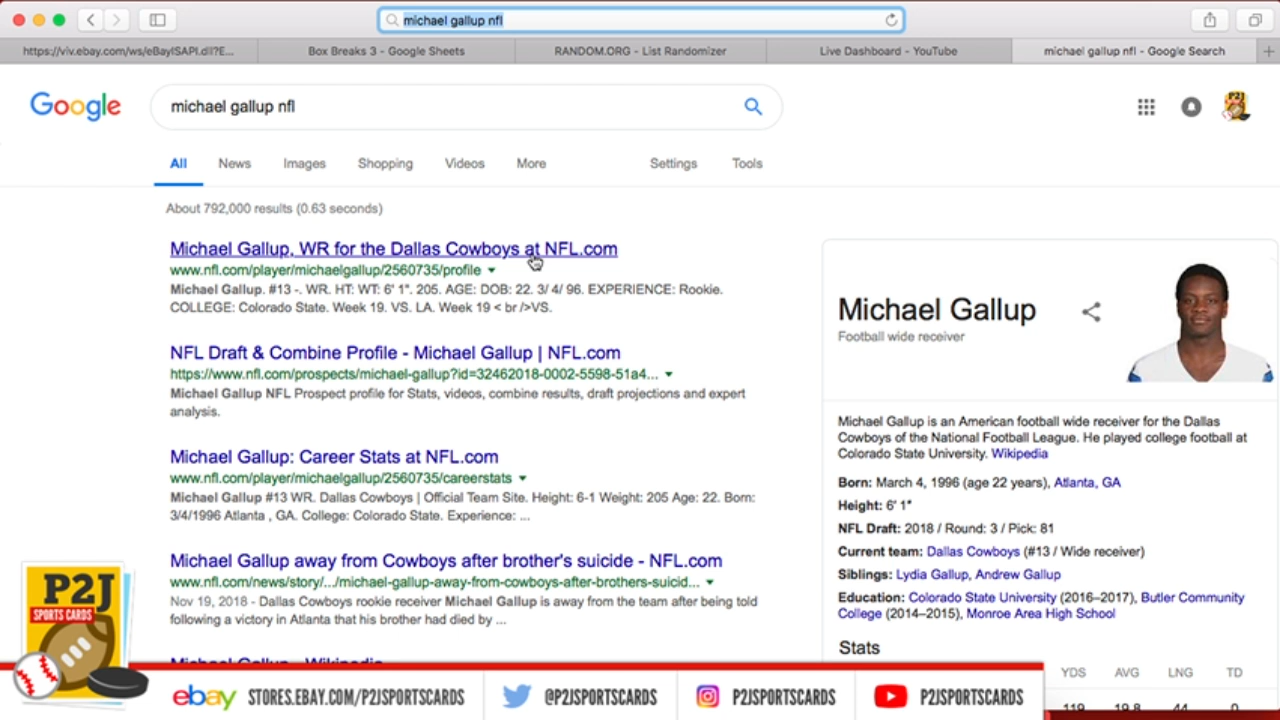 michael gallup nfl
https://viv.ebay.com/ws/eBayISAPI.dll?E...
Box Breaks 3 - Google Sheets
RANDOM.ORG - List Randomizer
Live Dashboard - YouTube
michael gallup nfl - Google Search
Google
michael gallup nfl
All
News
Images
Shopping
Videos
More
Settings
Tools
About 792,000 results (0.63 seconds)
Michael Gallup, WR for the Dallas Cowboys at NFL.com
www.nfl.com/player/michaelgallup/2560735/profile
Michael Gallup. #13 -. WR. HT: WT: 6' 1". 205. AGE: DOB: 22. 3/ 4/ 96. EXPERIENCE: Rookie.
COLLEGE: Colorado State. Week 19. VS. LA. Week 19 < br />VS.
NFL Draft & Combine Profile - Michael Gallup | NFL.com
https://www.nfl.com/prospects/michael-gallup?id=32462018-0002-5598-51a4...
Michael Gallup NFL Prospect profile for Stats, videos, combine results, draft projections and expert
analysis.
Michael Gallup: Career Stats at NFL.com
www.nfl.com/player/michaelgallup/2560735/careerstats
Michael Gallup #13 WR. Dallas Cowboys | Official Team Site. Height: 6-1 Weight: 205 Age: 22. Born:
3/4/1996 Atlanta , GA. College: Colorado State. Experience: ...
Michael Gallup away from Cowboys after brother's suicide - NFL.com
www.nfl.com/news/story/.../michael-gallup-away-from-cowboys-after-brothers-suicid...
Nov 19, 2018 - Dallas Cowboys rookie receiver Michael Gallup is away from the team after being told
following a victory in Atlanta that his brother had died by ...
Michael Gallup - Wikipedia
Michael Gallup
Football wide receiver
Michael Gallup is an American football wide receiver for the Dallas
Cowboys of the National Football League. He played college football at
Colorado State University. Wikipedia
Born: March 4, 1996 (age 22 years), Atlanta, GA
Height: 6′ 1″
NFL Draft: 2018 / Round: 3 / Pick: 81
Current team: Dallas Cowboys (#13 / Wide receiver)
Siblings: Lydia Gallup, Andrew Gallup
Education: Colorado State University (2016–2017), Butler Community
College (2014–2015), Monroe Area High School
Stats
YDS AVG LNG TD
119 19.8 44 0
P2J
SPORTS CARDS
ebay STORES.EBAY.COM/P2JSPORTSCARDS
@P2JSPORTSCARDS
P2JSPORTSCARDS
P2JSPORTSCARDS